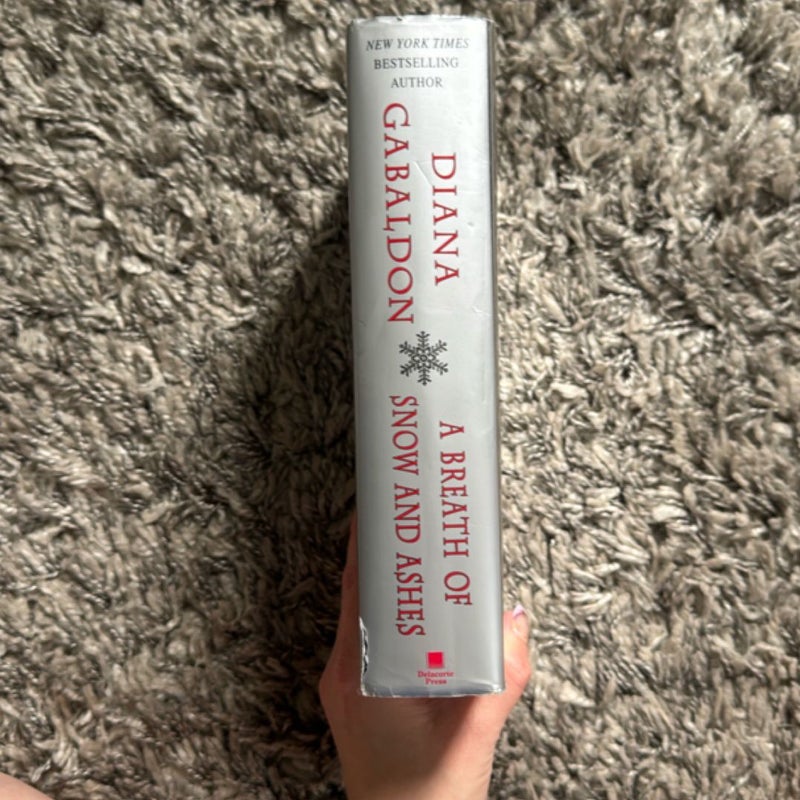 NEW YORK TIMES
BESTSELLING
AUTHOR
DIANA
GABALDON
A BREATH OF
SNOW AND ASHES
Delacorte
Press